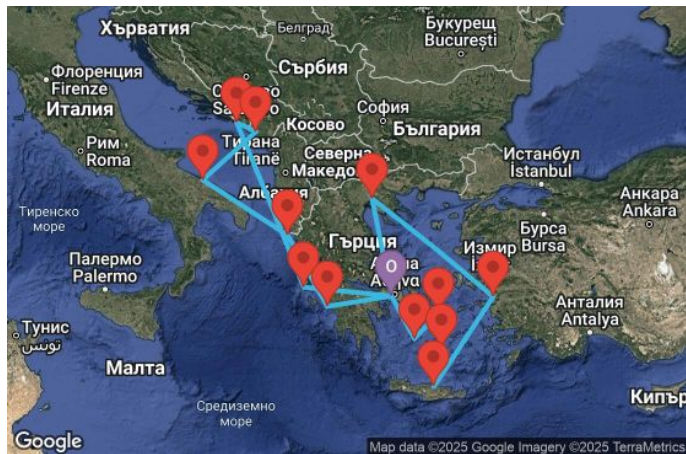 Хърватия
Белград
Букурещ
București
Флоренция
Firenze
Сърбия
Италия
София
Косово
Рим
Roma
Тирана
Tiranë
България
Северна
Истанбул
İstanbul
Анкара
Ankara
Тиренско
море
Бурса
Bursa
Гърция
Измир
Палермо
Palermo
Анталия
Antalya
Тунис
تونس
Малта
Средиземно
море
O
Google
Map data ©2025 Google Imagery ©2025 TerraMetrics